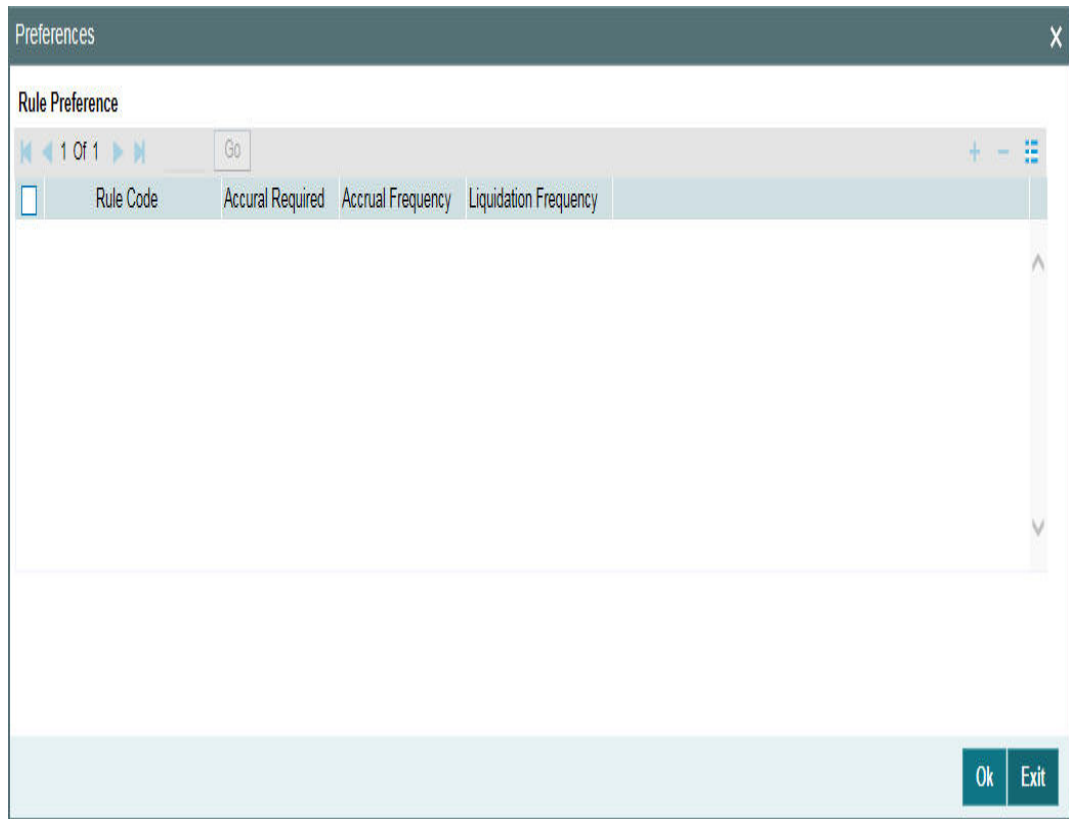 Preferences X
Rule Preference
1 Of 1 Go
Rule Code Accural Required Accrual Frequency Liquidation Frequency
Ok Exit